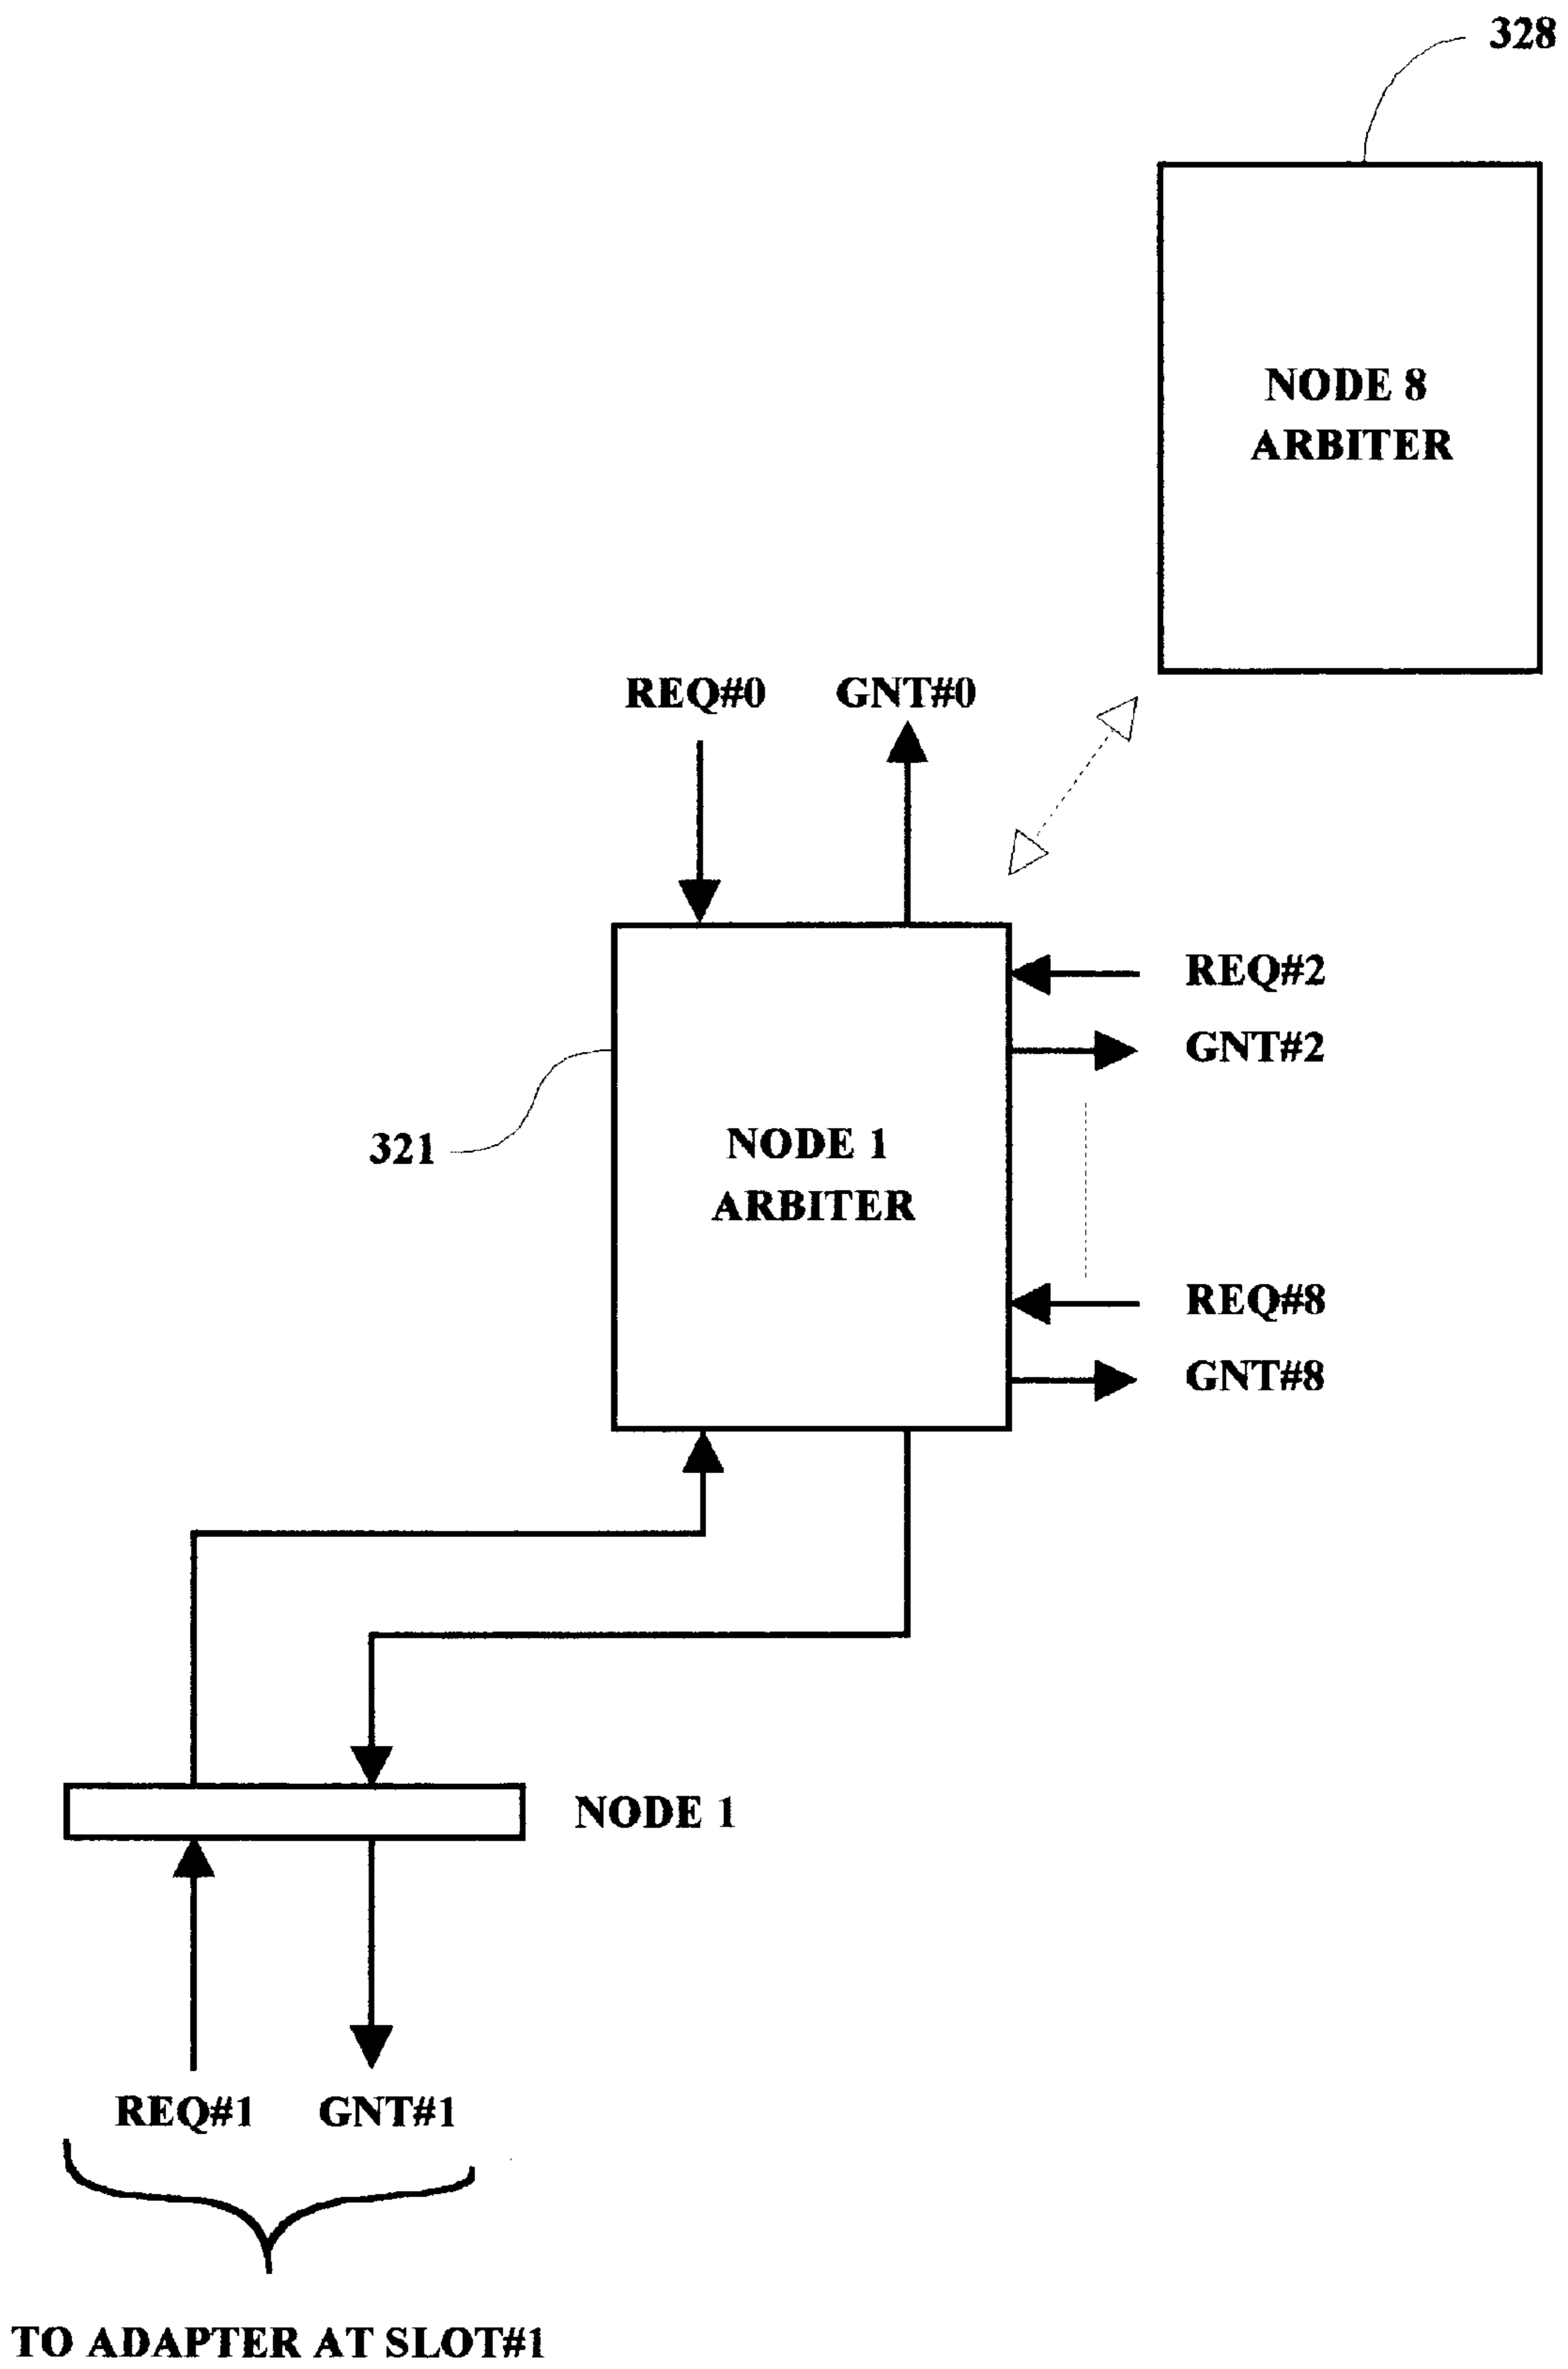 328
NODE 8
ARBITER
REQ#0 GNT#0
REQ#2
GNT#2
321
NODE 1
ARBITER
REQ#8
GNT#8
NODE 1
REQ#1 GNT#1
TO ADAPTER AT SLOT#1